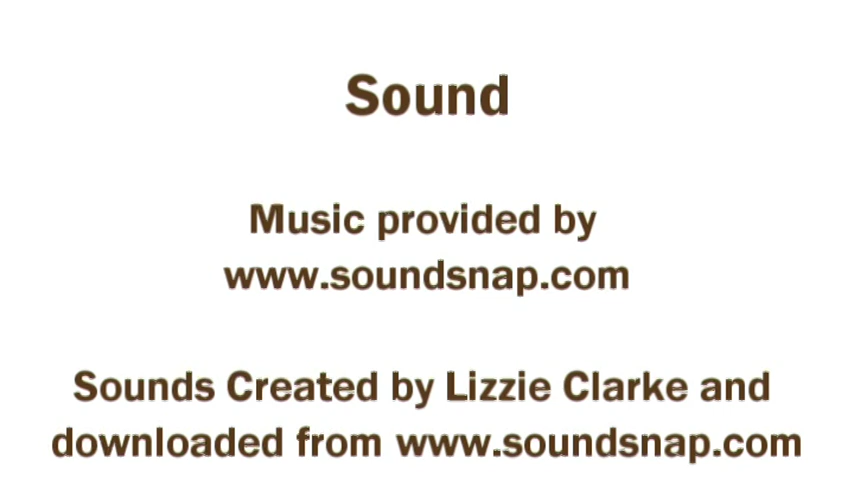 Sound
Music provided by
www.soundsnap.com
Sounds Created by Lizzie Clarke and
downloaded from www.soundsnap.com